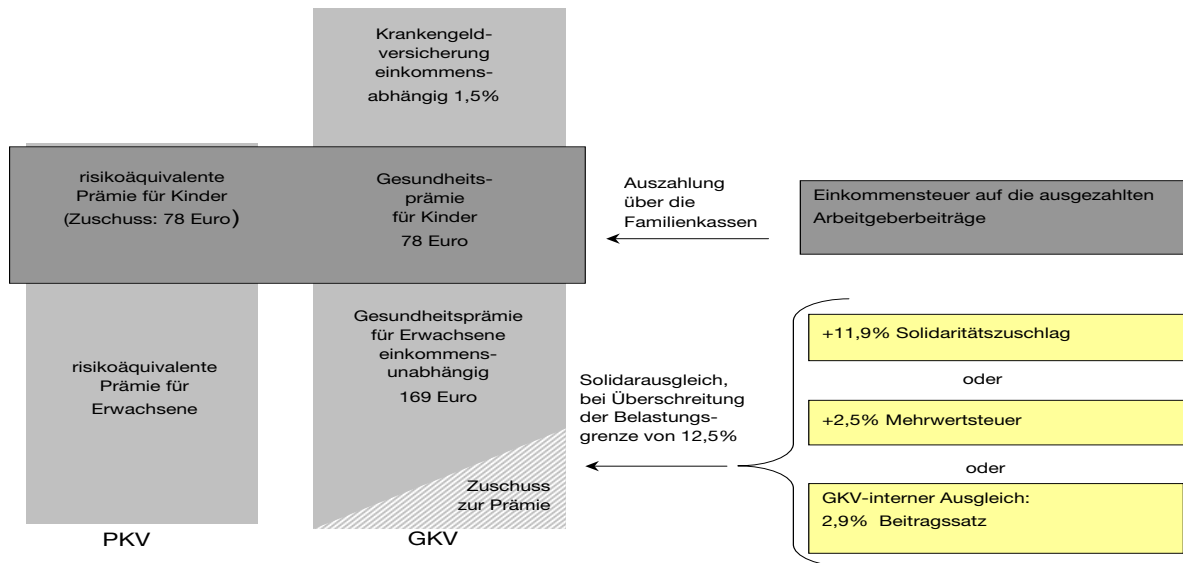 Krankengeld-
versicherung
einkommens-
abhängig 1,5%
risikoäquivalente
Prämie für Kinder
(Zuschuss: 78 Euro)
Gesundheits-
prämie
für Kinder
78 Euro
Auszahlung
über die
Familienkassen
Einkommensteuer auf die ausgezahlten
Arbeitgeberbeiträge
risikoäquivalente
Prämie für
Erwachsene
Gesundheitsprämie
für Erwachsene
einkommens-
unabhängig
169 Euro
Zuschuss
zur Prämie
Solidarausgleich,
bei Überschreitung
der Belastungs-
grenze von 12,5%
+11,9% Solidaritätszuschlag
oder
+2,5% Mehrwertsteuer
oder
GKV-interner Ausgleich:
2,9% Beitragssatz
PKV
GKV